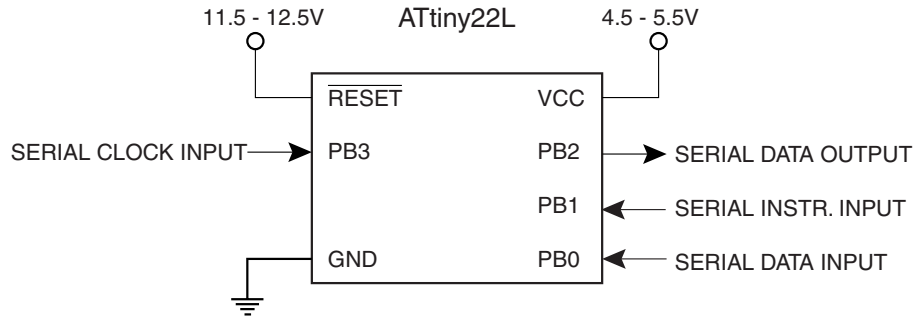 11.5 - 12.5V
ATtiny22L
4.5 - 5.5V
RESET
VCC
SERIAL CLOCK INPUT
PB3
PB2
SERIAL DATA OUTPUT
PB1
SERIAL INSTR. INPUT
GND
PB0
SERIAL DATA INPUT